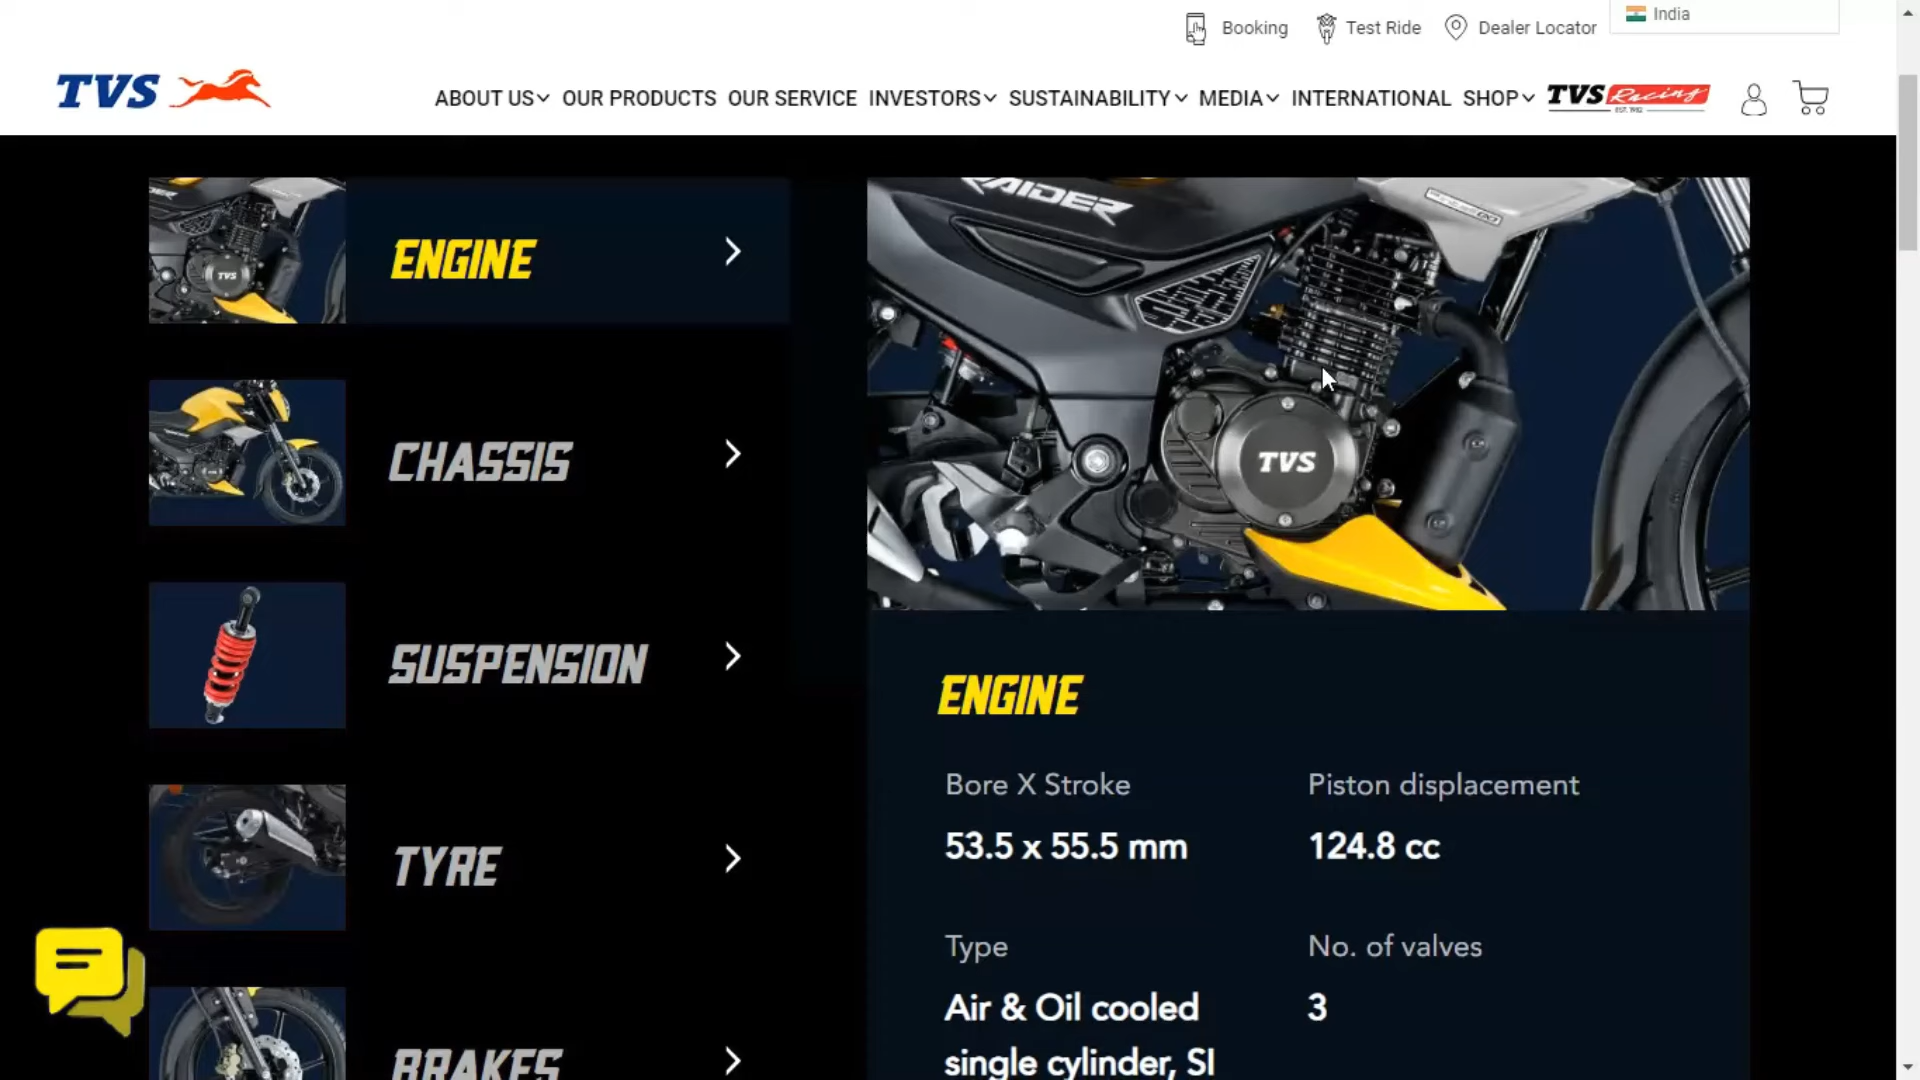 Booking
Test Ride
Dealer Locator
India
TVS
ABOUT US
OUR PRODUCTS
OUR SERVICE
INVESTORS
SUSTAINABILITY
MEDIA
INTERNATIONAL
SHOP
TVS Racing
EST. 1982
ENGINE
CHASSIS
SUSPENSION
TYRE
BRAKES
RAIDER
TVS
ENGINE
Bore X Stroke
53.5 x 55.5 mm
Piston displacement
124.8 cc
Type
Air & Oil cooled
single cylinder, SI
No. of valves
3